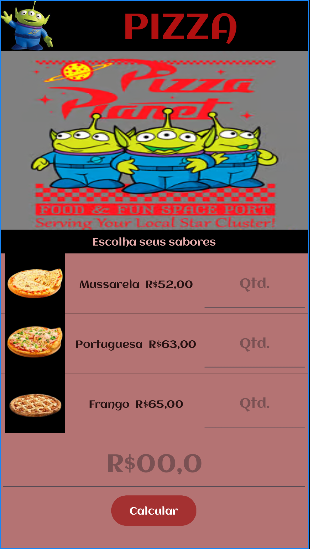 PIZZA
Pizza
Planet
FOOD & FUN SPACE PORT
Serving Your Local Star Cluster!
Escolha seus sabores
Mussarela R$52,00 Qtd.
Portuguesa R$63,00 Qtd.
Frango R$65,00 Qtd.
R$00,0
Calcular